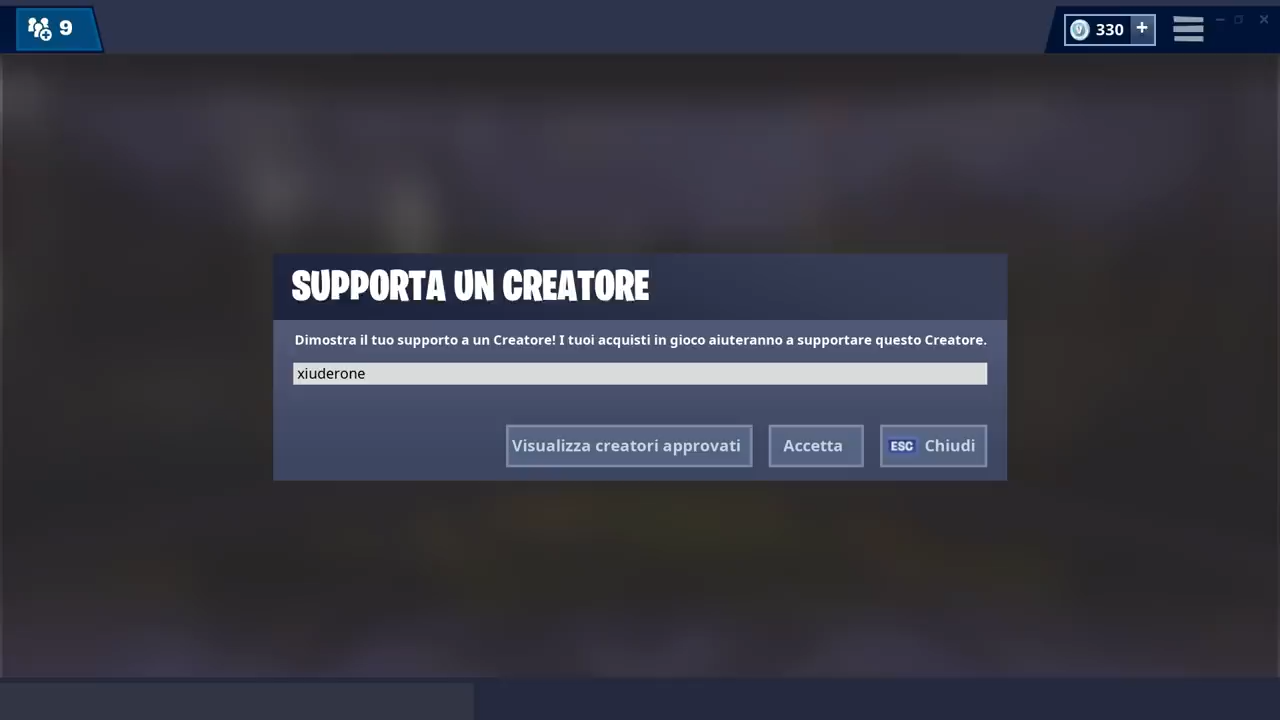 9
330 +
SUPPORTA UN CREATORE
Dimostra il tuo supporto a un Creatore! I tuoi acquisti in gioco aiuteranno a supportare questo Creatore.
xiuderone
Visualizza creatori approvati Accetta ESC Chiudi